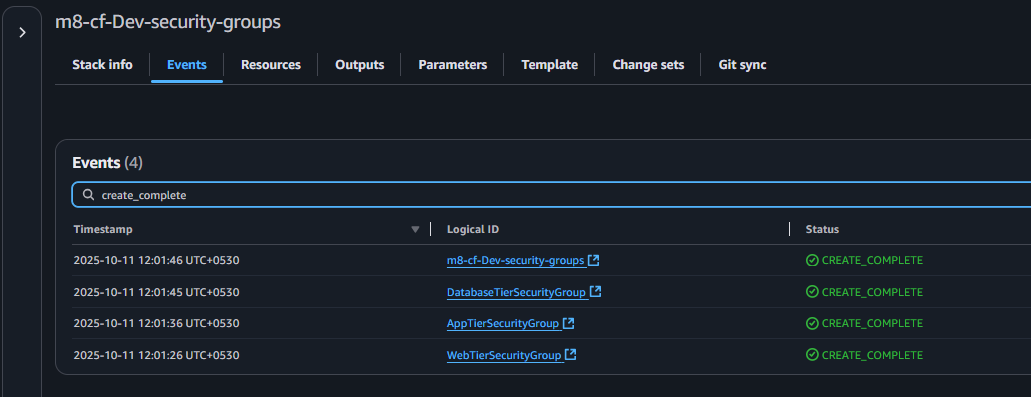 m8-cf-Dev-security-groups
Stack info Events Resources Outputs Parameters Template Change sets Git sync
Events (4)
create_complete
Timestamp Logical ID Status
2025-10-11 12:01:46 UTC+0530 m8-cf-Dev-security-groups CREATE_COMPLETE
2025-10-11 12:01:45 UTC+0530 DatabaseTierSecurityGroup CREATE_COMPLETE
2025-10-11 12:01:36 UTC+0530 AppTierSecurityGroup CREATE_COMPLETE
2025-10-11 12:01:26 UTC+0530 WebTierSecurityGroup CREATE_COMPLETE